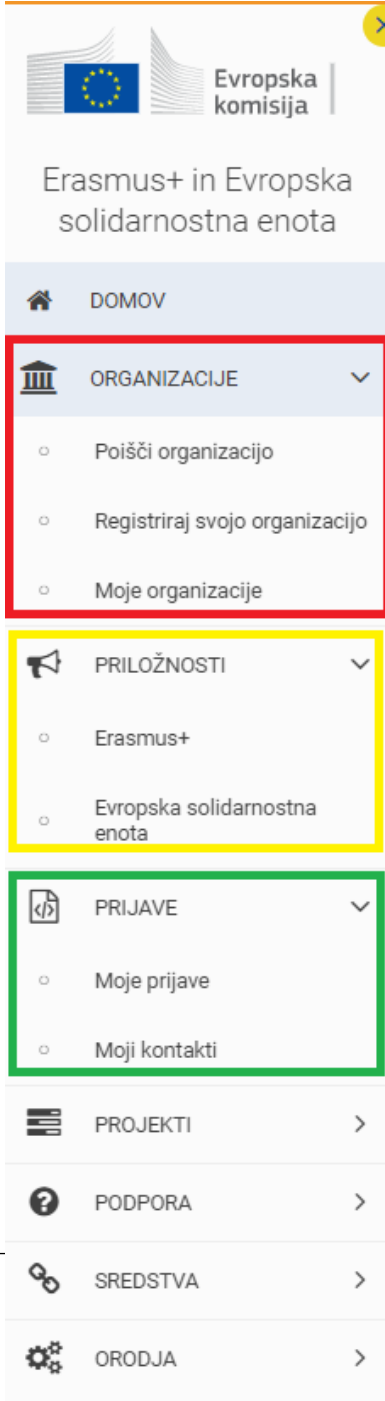 Evropska
komisija
Erasmus+ in Evropska
solidarnostna enota
DOMOV
ORGANIZACIJE
Poišči organizacijo
Registriraj svojo organizacijo
Moje organizacije
PRILOŽNOSTI
Erasmus+
Evropska solidarnostna
enota
PRIJAVE
Moje prijave
Moji kontakti
PROJEKTI
PODPORA
SREDSTVA
ORODJA